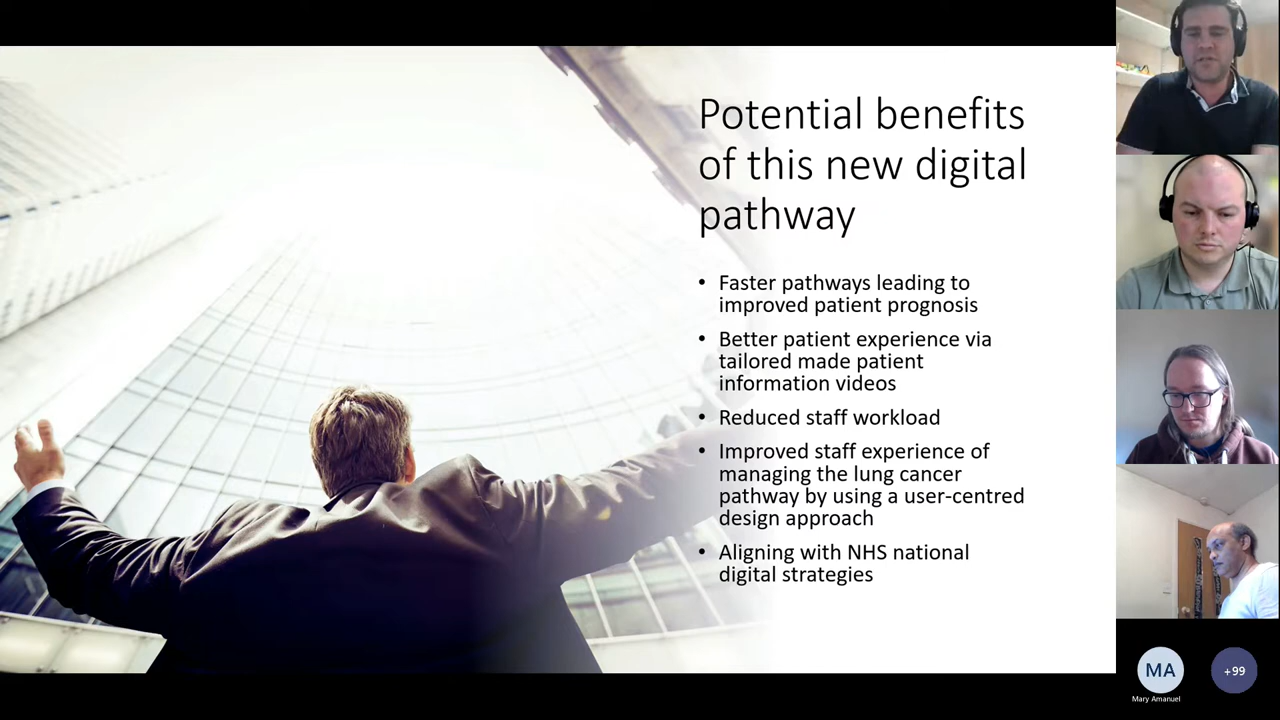 Potential benefits
of this new digital
pathway
• Faster pathways leading to
improved patient prognosis
• Better patient experience via
tailored made patient
information videos
• Reduced staff workload
• Improved staff experience of
managing the lung cancer
pathway by using a user-centred
design approach
• Aligning with NHS national
digital strategies
MA
+99
Mary Amanuel